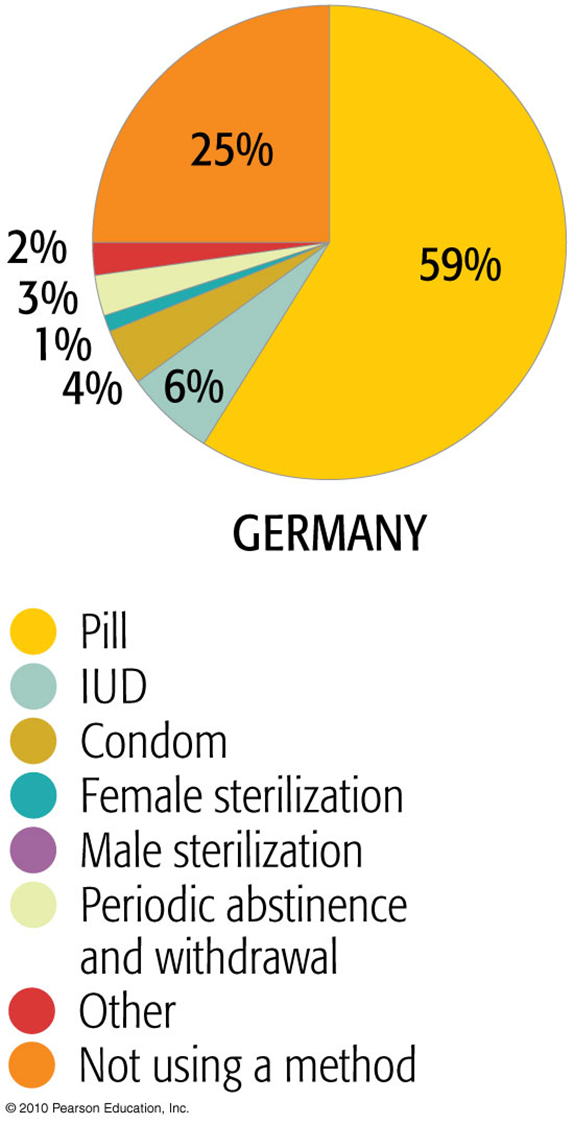 25%
59%
2%
3%
1%
4%
6%
GERMANY
Pill
IUD
Condom
Female sterilization
Male sterilization
Periodic abstinence
and withdrawal
Other
Not using a method
© 2010 Pearson Education, Inc.